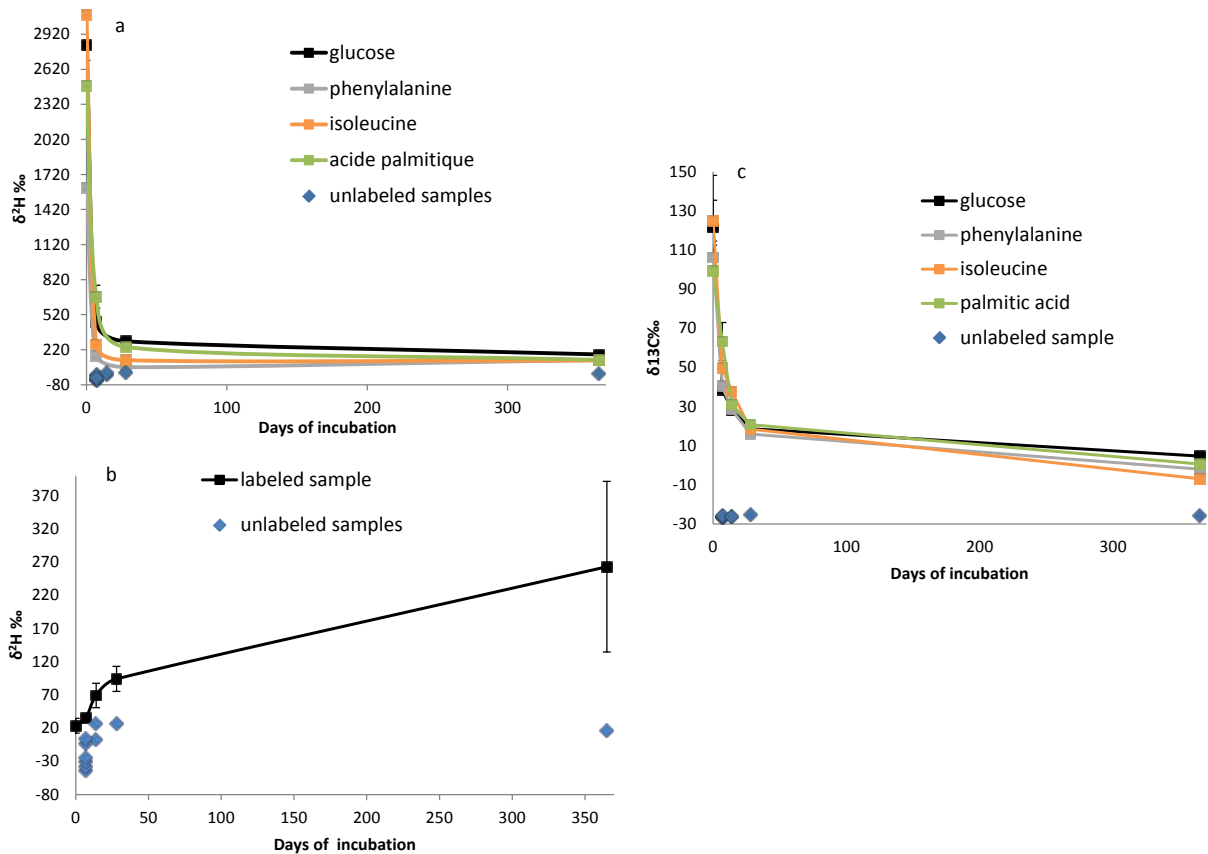 a
δ²H ‰
2920
2620
2320
2020
1720
1420
1120
820
520
220
-80
0
100
200
300
Days of incubation
glucose
phenylalanine
isoleucine
acide palmitique
unlabeled samples
b
δ²H ‰
370
320
270
220
170
120
70
20
-30
-80
0
50
100
150
200
250
300
350
Days of incubation
labeled sample
unlabeled samples
c
δ13C‰
150
130
110
90
70
50
30
10
-10
-30
0
100
200
300
Days of incubation
glucose
phenylalanine
isoleucine
palmitic acid
unlabeled sample